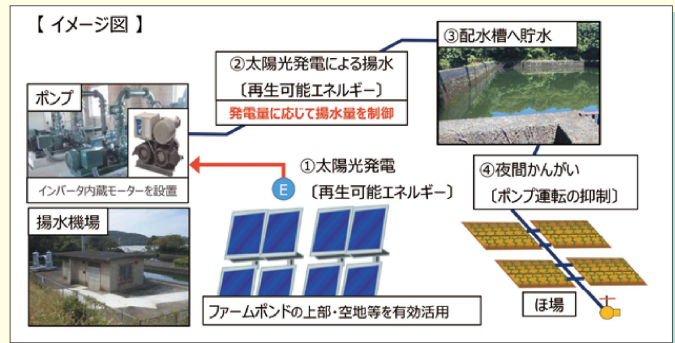 【 イメージ図 】
ポンプ
インバータ内蔵モーターを設置
揚水機場
②太陽光発電による揚水
〔再生可能エネルギー〕
発電量に応じて揚水量を制御
①太陽光発電
〔再生可能エネルギー〕
E
ファームポンドの上部・空地等を有効活用
③配水槽へ貯水
④夜間かんがい
〔ポンプ運転の抑制〕
ほ場